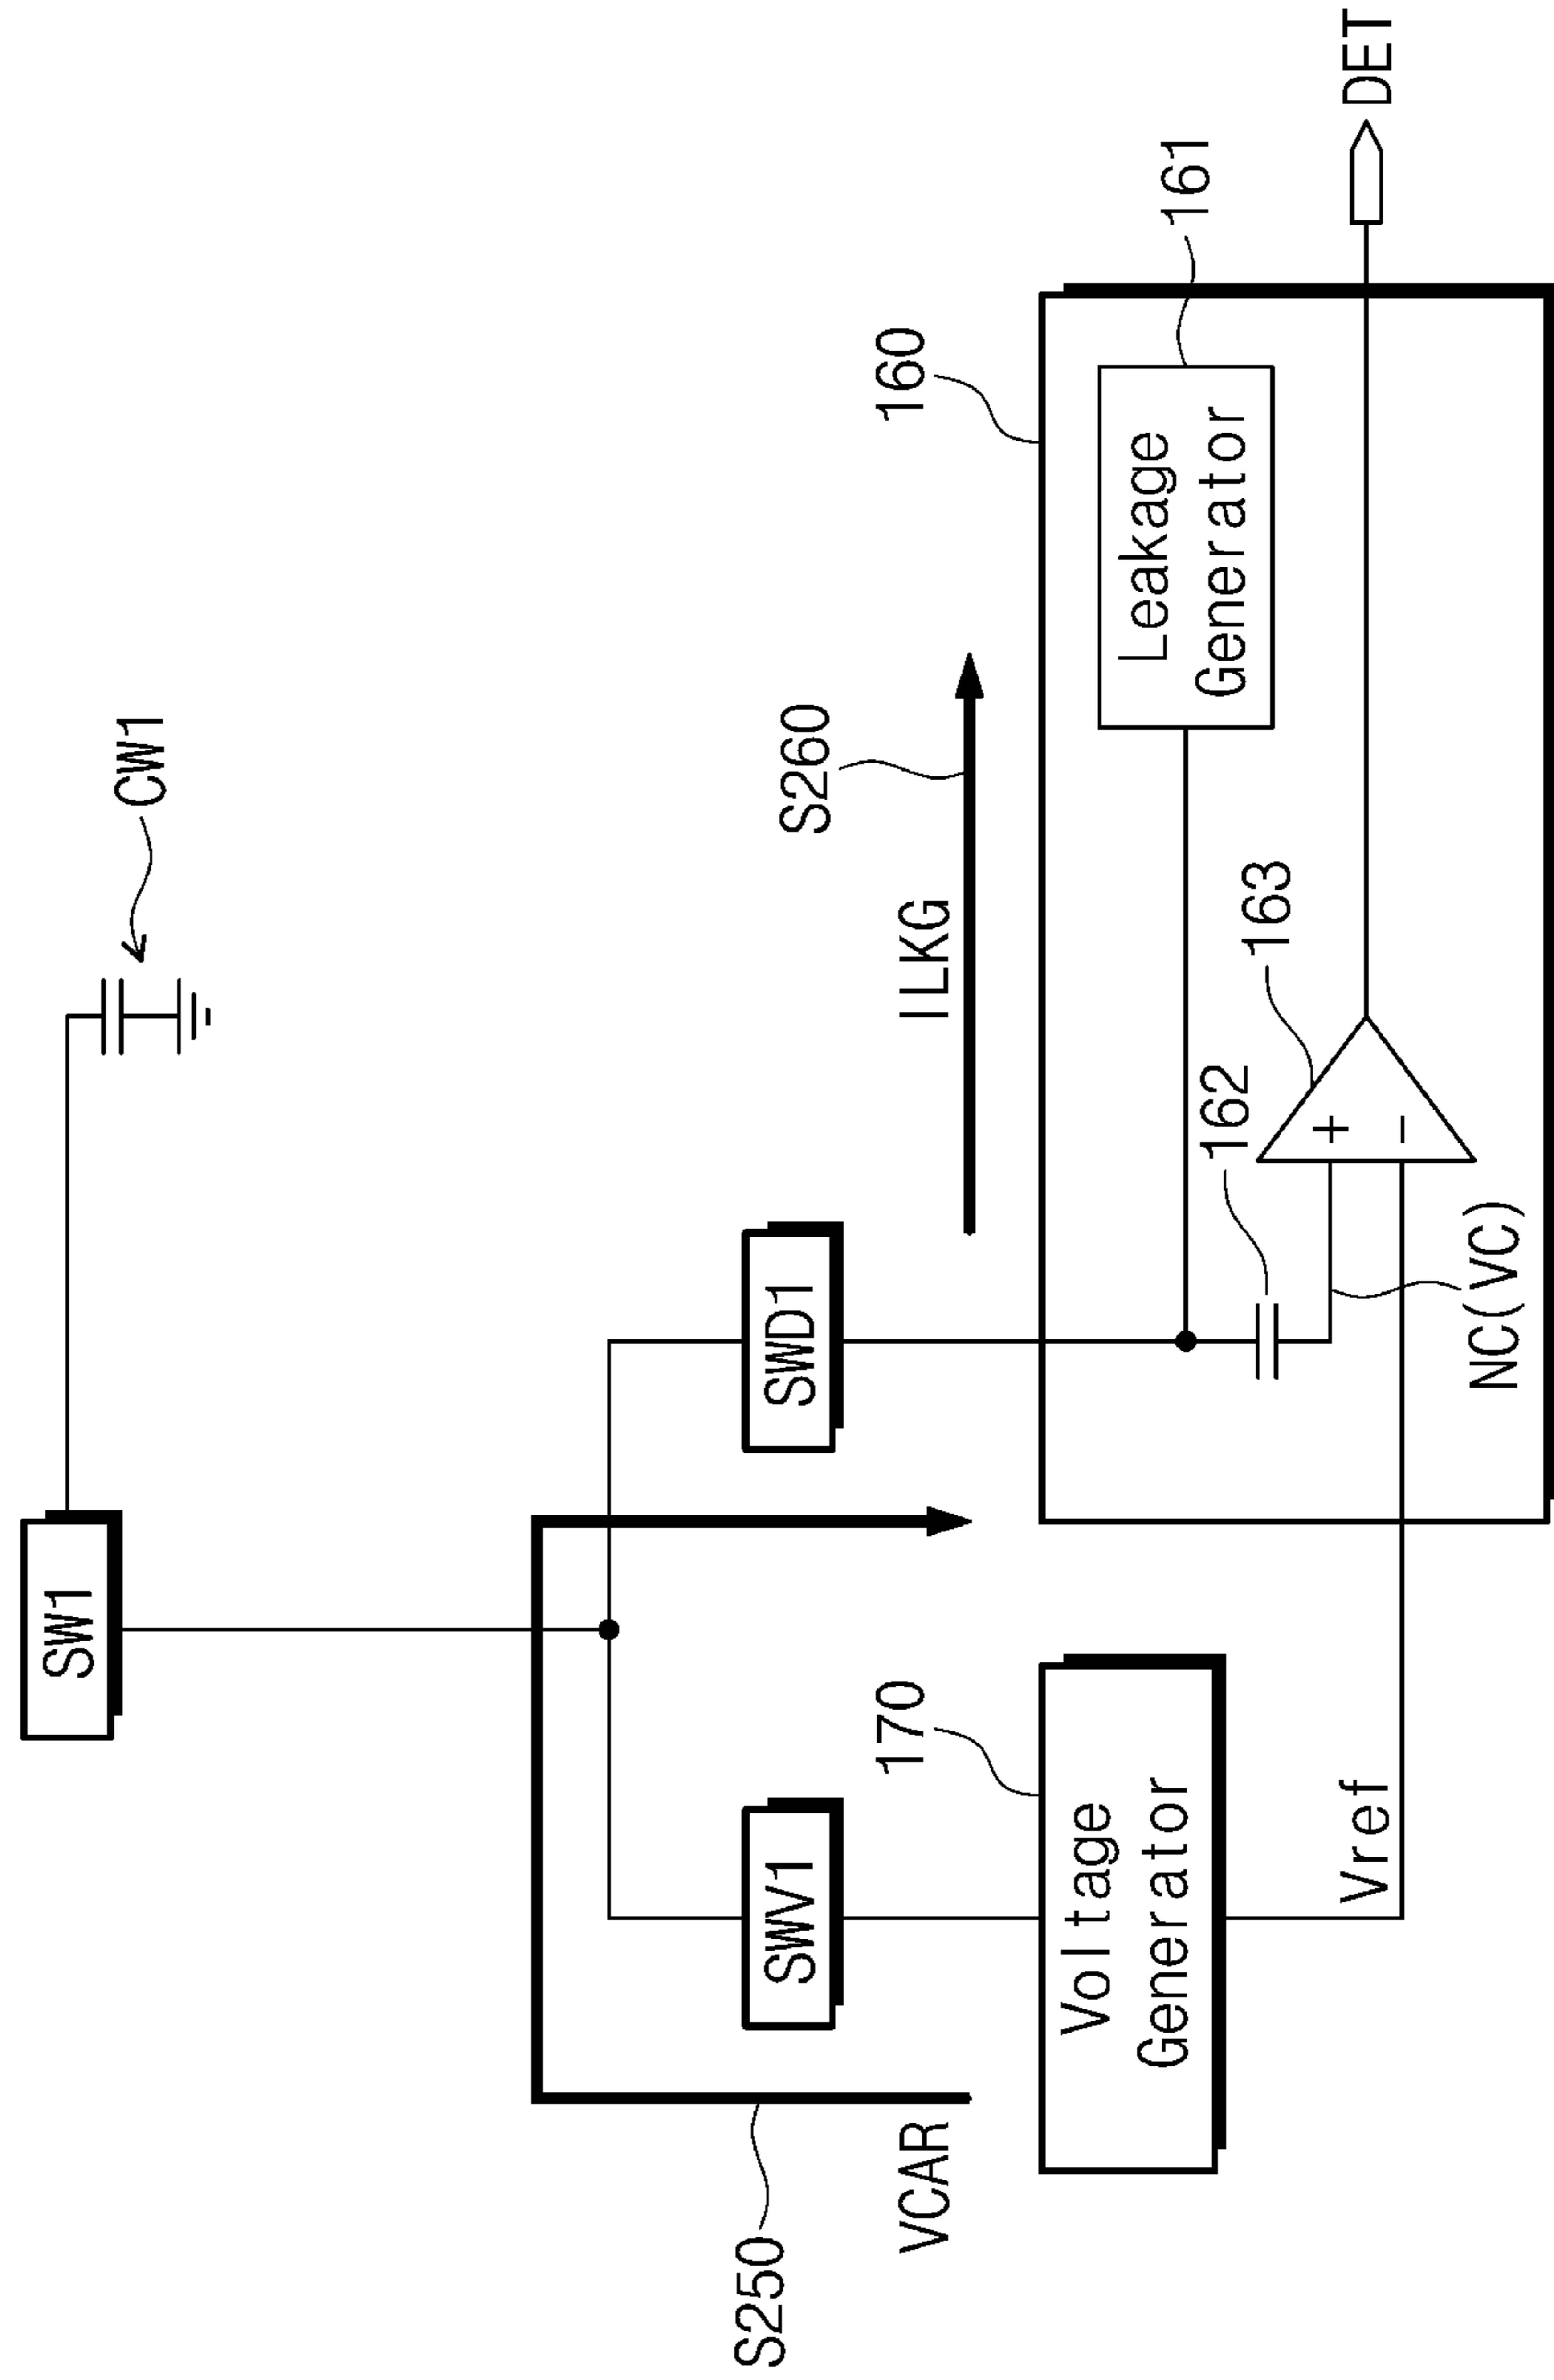 SW1
CW1
S250
VCAR
SWV1
SWD1
ILKG
S260
170
Voltage
Generator
160
Leakage
Generator
161
162
163
+
-
NC(VC)
Vref
DET